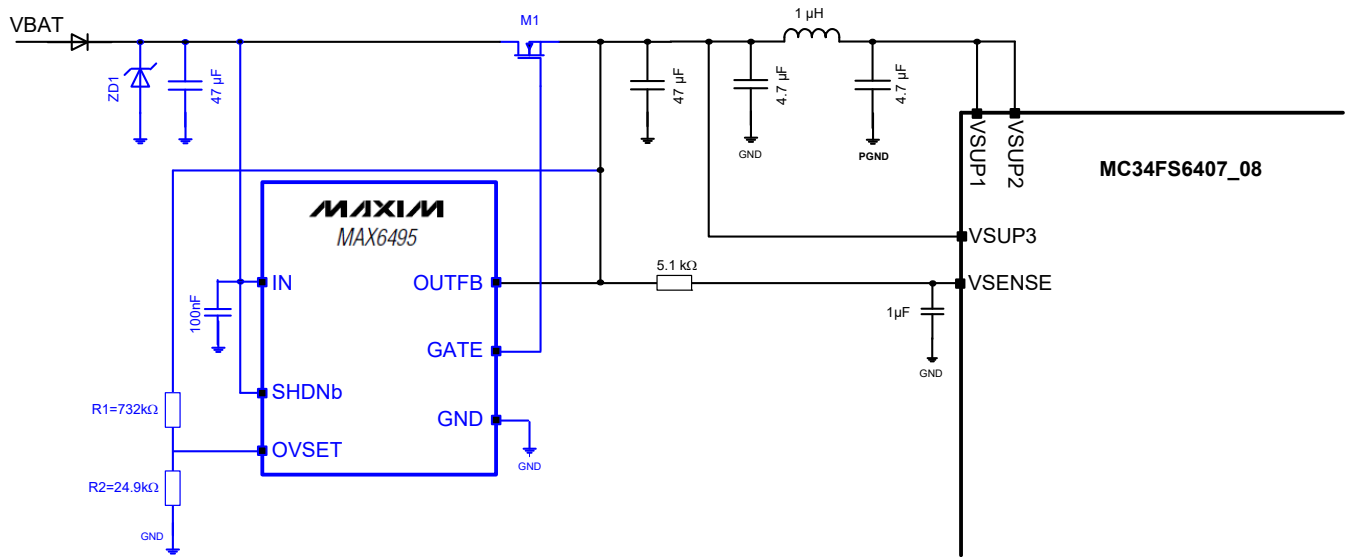 VBAT
M1
1 µH
ZD1
47 µF
47 µF
4.7 µF
4.7 µF
GND
PGND
VSUP1
VSUP2
MC34FS6407_08
MAXIM
MAX6495
VSUP3
5.1 kΩ
IN
OUTFB
VSENSE
100nF
1µF
GATE
GND
SHDNb
R1=732kΩ
GND
OVSET
GND
R2=24.9kΩ
GND